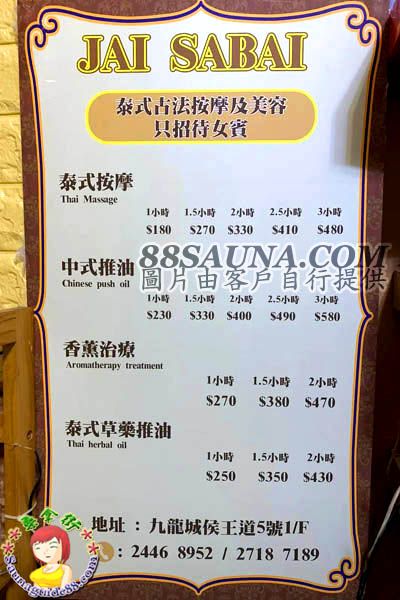 JAI SABAI
泰式古法按摩及美容
只招待女賓
泰式按摩
Thai Massage
1小時 1.5小時 2小時 2.5小時 3小時
$180 $270 $330 $410 $480
88SAUNA.COM
圖片由客戶自行提供
中式推油
Chinese push oil
1小時 1.5小時 2小時 2.5小時 3小時
$230 $330 $400 $490 $580
香薰治療
Aromatherapy treatment
1小時 1.5小時 2小時
$270 $380 $470
泰式草藥推油
Thai herbal oil
1小時 1.5小時 2小時
$250 $350 $430
地址 : 九龍城侯王道5號1/F
: 2446 8952 / 2718 7189
Saunaguide88.com